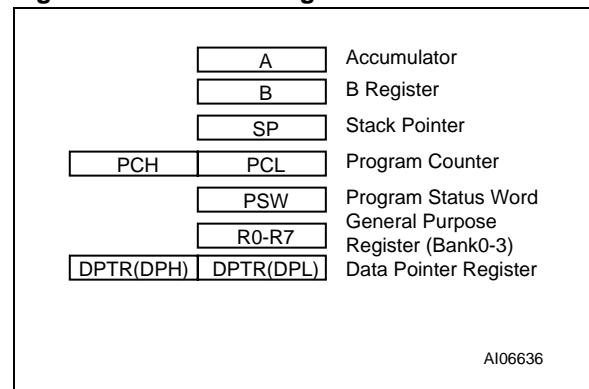 A Accumulator
B B Register
SP Stack Pointer
PCH PCL Program Counter
PSW Program Status Word
R0-R7 General Purpose
Register (Bank0-3)
DPTR(DPH) DPTR(DPL) Data Pointer Register
AI06636